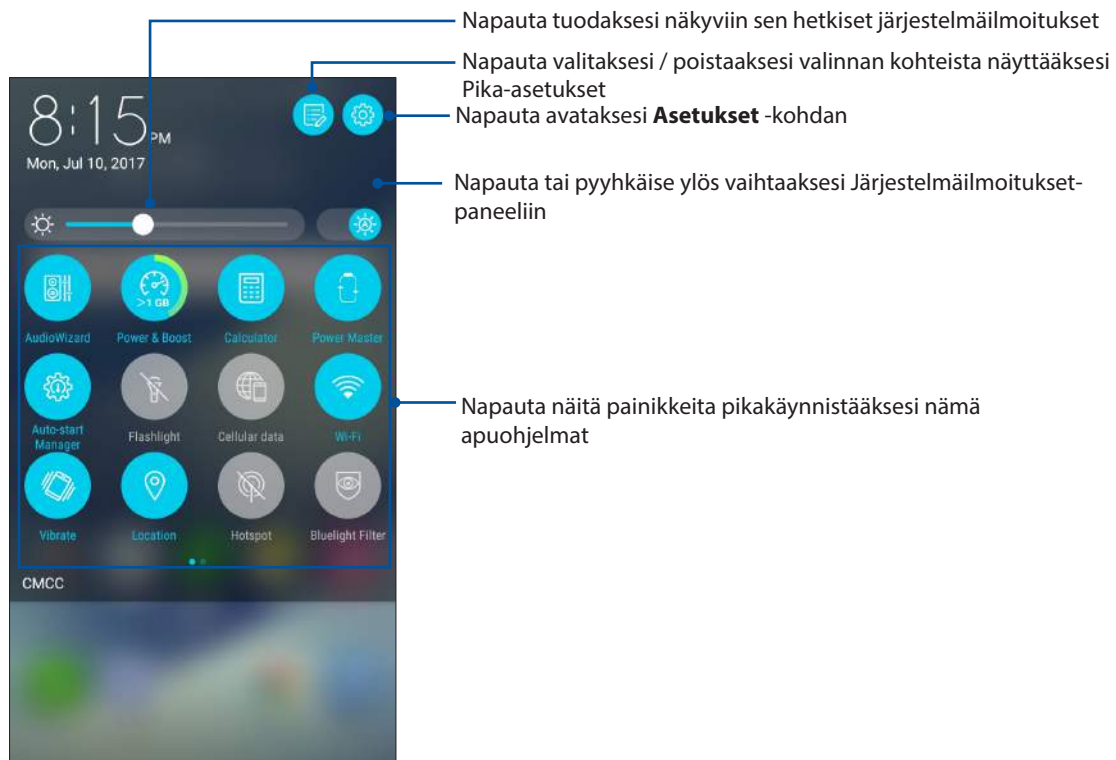 Napauta tuodaksesi näkyviin sen hetkiset järjestelmäilmoitukset
Napauta valitaksesi / poistaaksesi valinnan kohteista näyttääksesi
Pika-asetukset
Napauta avataksesi Asetukset -kohdan
Napauta tai pyyhkäise ylös vaihtaaksesi Järjestelmäilmoitukset-
paneeliin
Napauta näitä painikkeita pikakäynnistääksesi nämä
apuohjelmat
8:15 PM
Mon, Jul 10, 2017
A
>1 GB
AudioWizard Power & Boost Calculator Power Master
Auto-start
Manager Flashlight Cellular data Wi-Fi
Vibrate Location Hotspot Bluelight Filter
CMCC